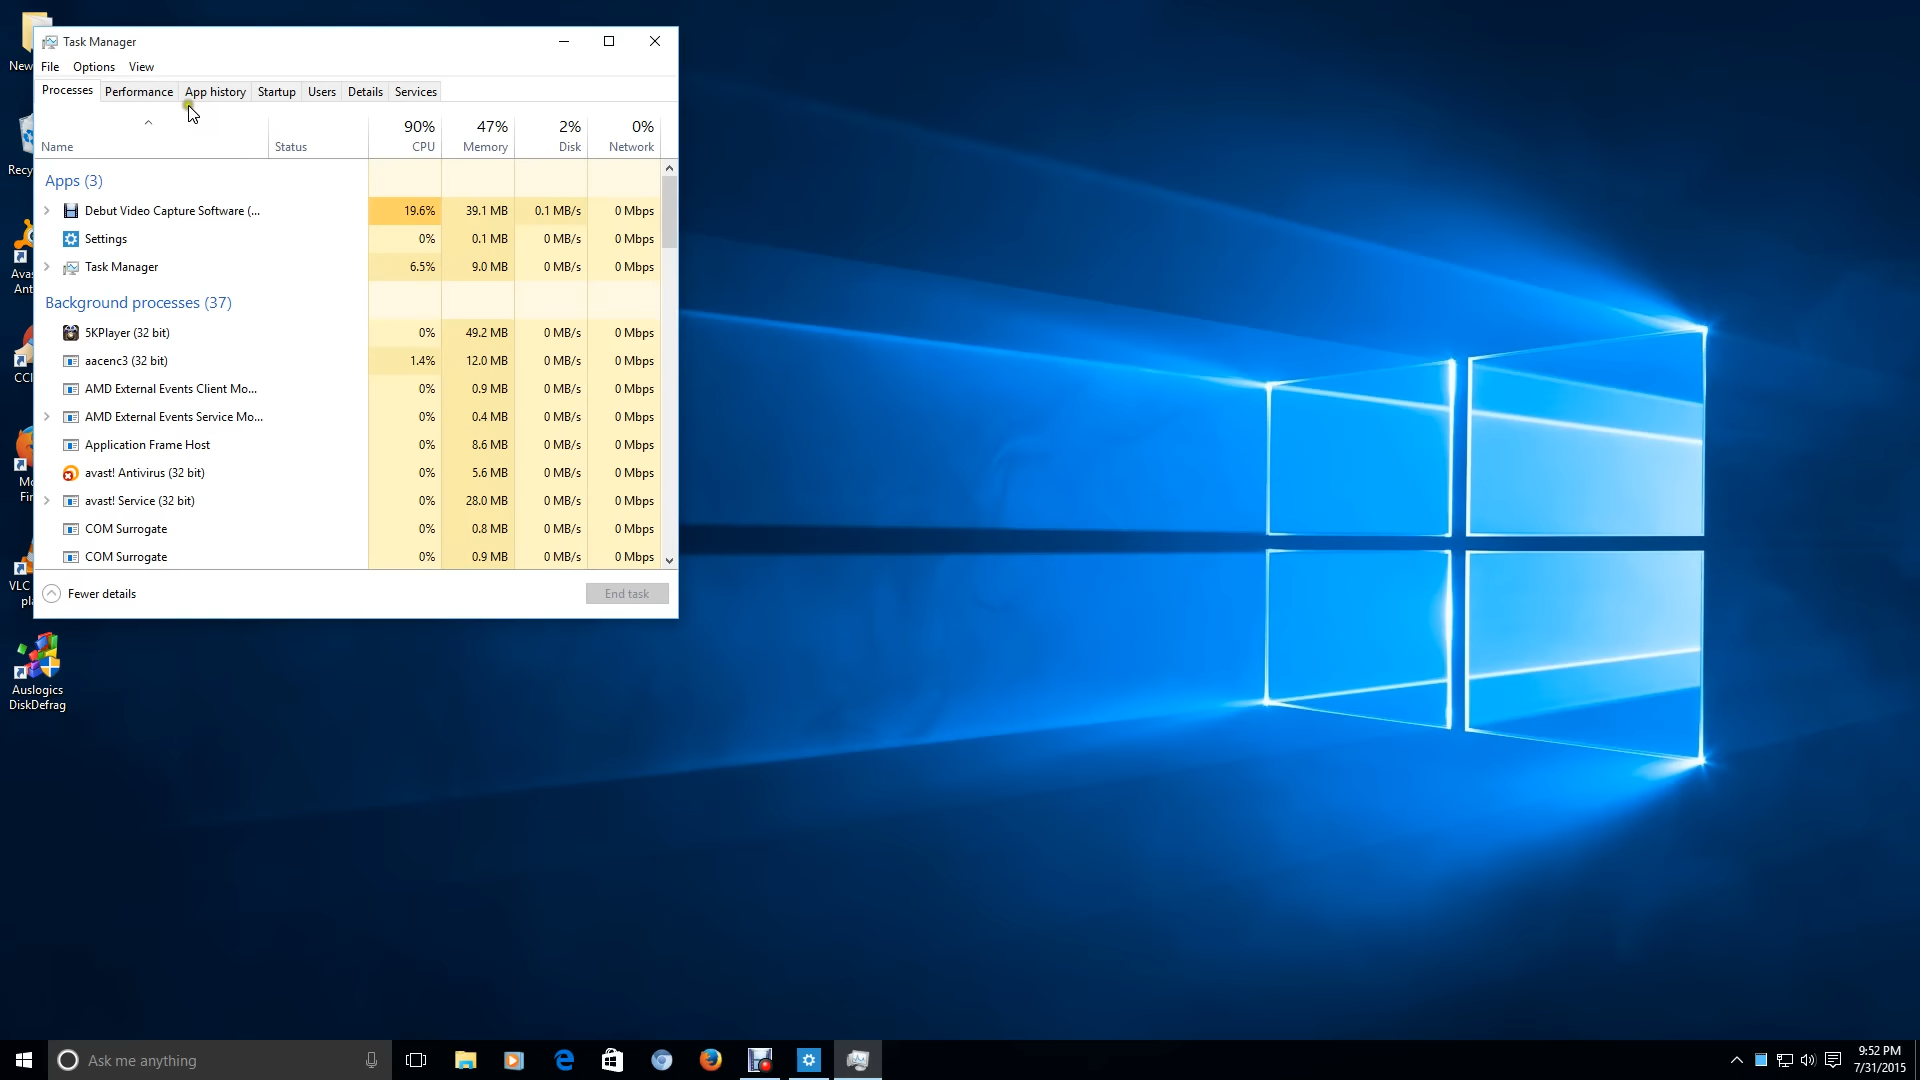 New
Recy
Avas
Ant
CCl
Mo
Fir
VLC
pla
Auslogics
DiskDefrag
Task Manager
File Options View
Processes Performance App history Startup Users Details Services
90% 47% 2% 0%
Name Status CPU Memory Disk Network
Apps (3)
Debut Video Capture Software (... 19.6% 39.1 MB 0.1 MB/s 0 Mbps
Settings 0% 0.1 MB 0 MB/s 0 Mbps
Task Manager 6.5% 9.0 MB 0 MB/s 0 Mbps
Background processes (37)
5KPlayer (32 bit) 0% 49.2 MB 0 MB/s 0 Mbps
aacenc3 (32 bit) 1.4% 12.0 MB 0 MB/s 0 Mbps
AMD External Events Client Mo... 0% 0.9 MB 0 MB/s 0 Mbps
AMD External Events Service Mo... 0% 0.4 MB 0 MB/s 0 Mbps
Application Frame Host 0% 8.6 MB 0 MB/s 0 Mbps
avast! Antivirus (32 bit) 0% 5.6 MB 0 MB/s 0 Mbps
avast! Service (32 bit) 0% 28.0 MB 0 MB/s 0 Mbps
COM Surrogate 0% 0.8 MB 0 MB/s 0 Mbps
COM Surrogate 0% 0.9 MB 0 MB/s 0 Mbps
Fewer details End task
Ask me anything
9:52 PM
7/31/2015